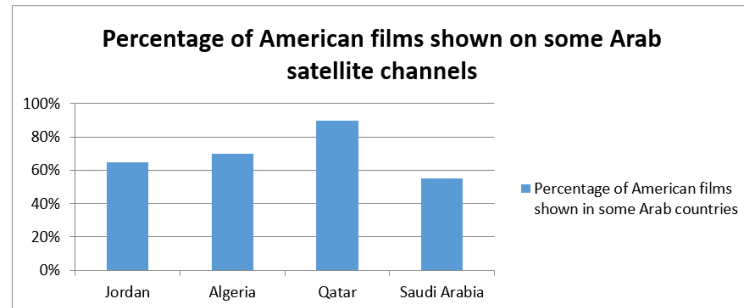 Percentage of American films shown on some Arab
satellite channels
100%
80%
60%
40%
20%
0%
Jordan Algeria Qatar Saudi Arabia
Percentage of American films
shown in some Arab countries